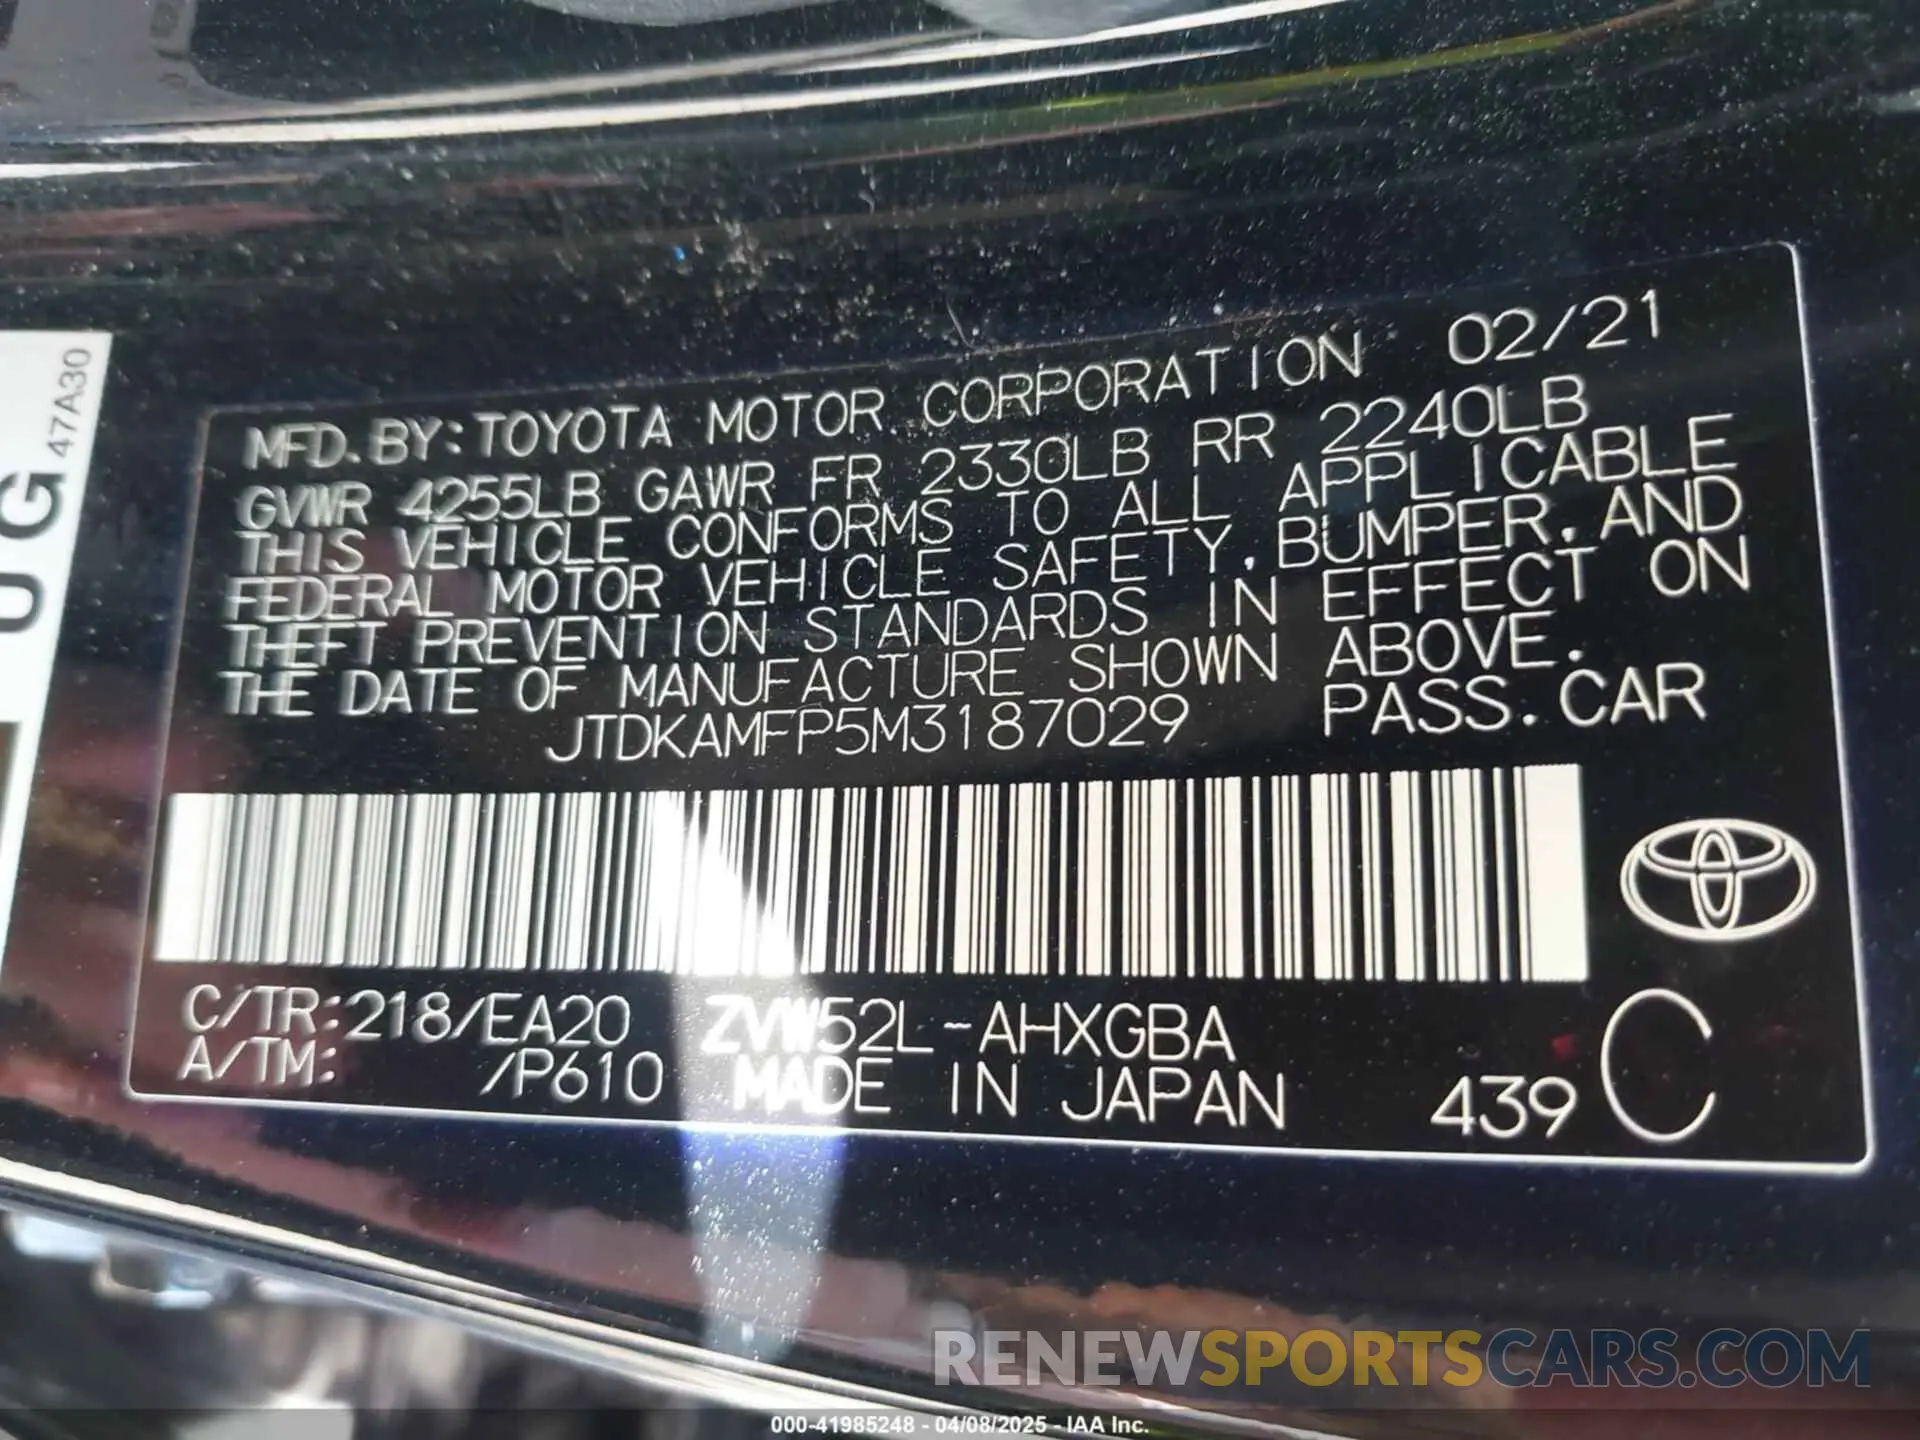 MFD. BY: TOYOTA MOTOR CORPORATION 02/21
GVWR 4255LB GAWR FR 2330LB RR 2240LB
THIS VEHICLE CONFORMS TO ALL APPLICABLE
FEDERAL MOTOR VEHICLE SAFETY, BUMPER, AND
THEFT PREVENTION STANDARDS IN EFFECT ON
THE DATE OF MANUFACTURE SHOWN ABOVE.
JTDKAMFP5M3187029 PASS. CAR
C/TR: 218/EA20 ZVW52L-AHXGBA
A/TM: /P610 MADE IN JAPAN 439 C
UG
47A30
RENEWSPORTSCARS.COM
000-41985248 - 04/08/2025 - IAA Inc.